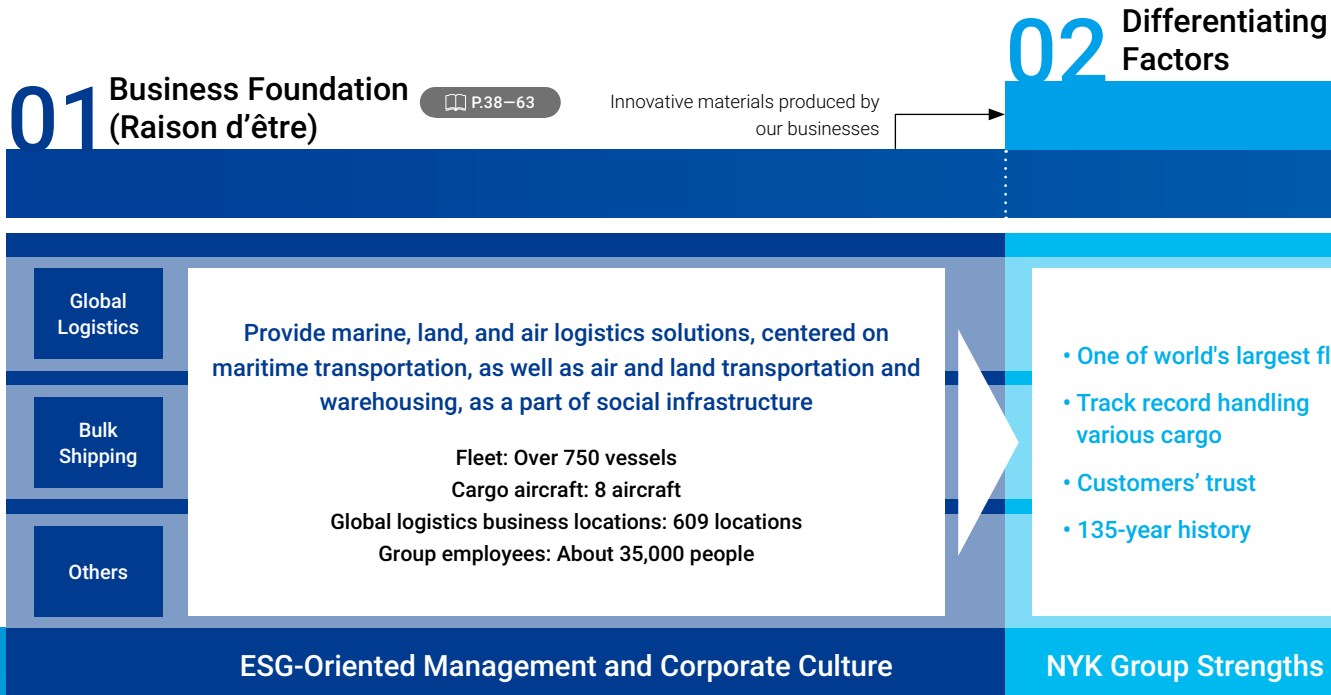 01 Business Foundation
(Raison d’être)
P.38—63
Innovative materials produced by
our businesses
02 Differentiating
Factors
Global
Logistics
Bulk
Shipping
Others
Provide marine, land, and air logistics solutions, centered on
maritime transportation, as well as air and land transportation and
warehousing, as a part of social infrastructure
Fleet: Over 750 vessels
Cargo aircraft: 8 aircraft
Global logistics business locations: 609 locations
Group employees: About 35,000 people
• One of world's largest
• Track record handling
various cargo
• Customers’ trust
• 135-year history
ESG-Oriented Management and Corporate Culture
NYK Group Strengths